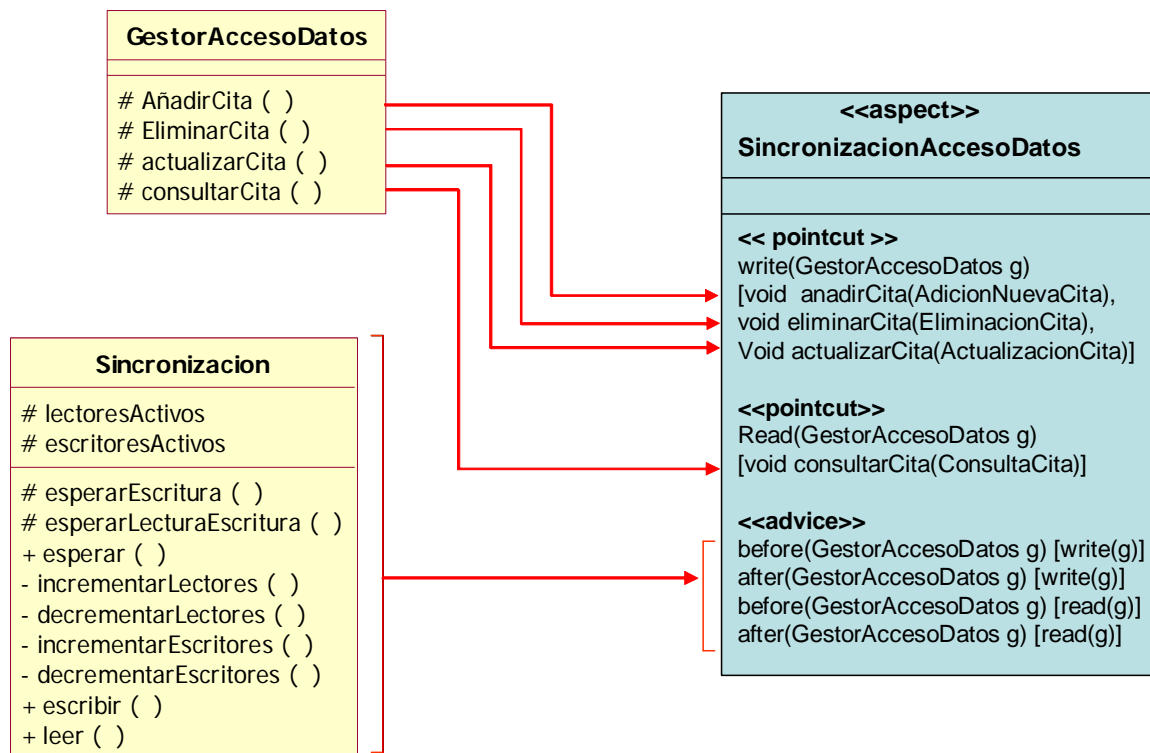 GestorAccesoDatos
# AñadirCita ( )
# EliminarCita ( )
# actualizarCita ( )
# consultarCita ( )
Sincronizacion
# lectoresActivos
# escritoresActivos
# esperarEscritura ( )
# esperarLecturaEscritura ( )
+ esperar ( )
- incrementarLectores ( )
- decrementarLectores ( )
- incrementarEscritores ( )
- decrementarEscritores ( )
+ escribir ( )
+ leer ( )
<<aspect>>
SincronizacionAccesoDatos
<< pointcut >>
write(GestorAccesoDatos g)
[void anadirCita(AdicionNuevaCita),
void eliminarCita(EliminacionCita),
Void actualizarCita(ActualizacionCita)]
<<pointcut>>
Read(GestorAccesoDatos g)
[void consultarCita(ConsultaCita)]
<<advice>>
before(GestorAccesoDatos g) [write(g)]
after(GestorAccesoDatos g) [write(g)]
before(GestorAccesoDatos g) [read(g)]
after(GestorAccesoDatos g) [read(g)]